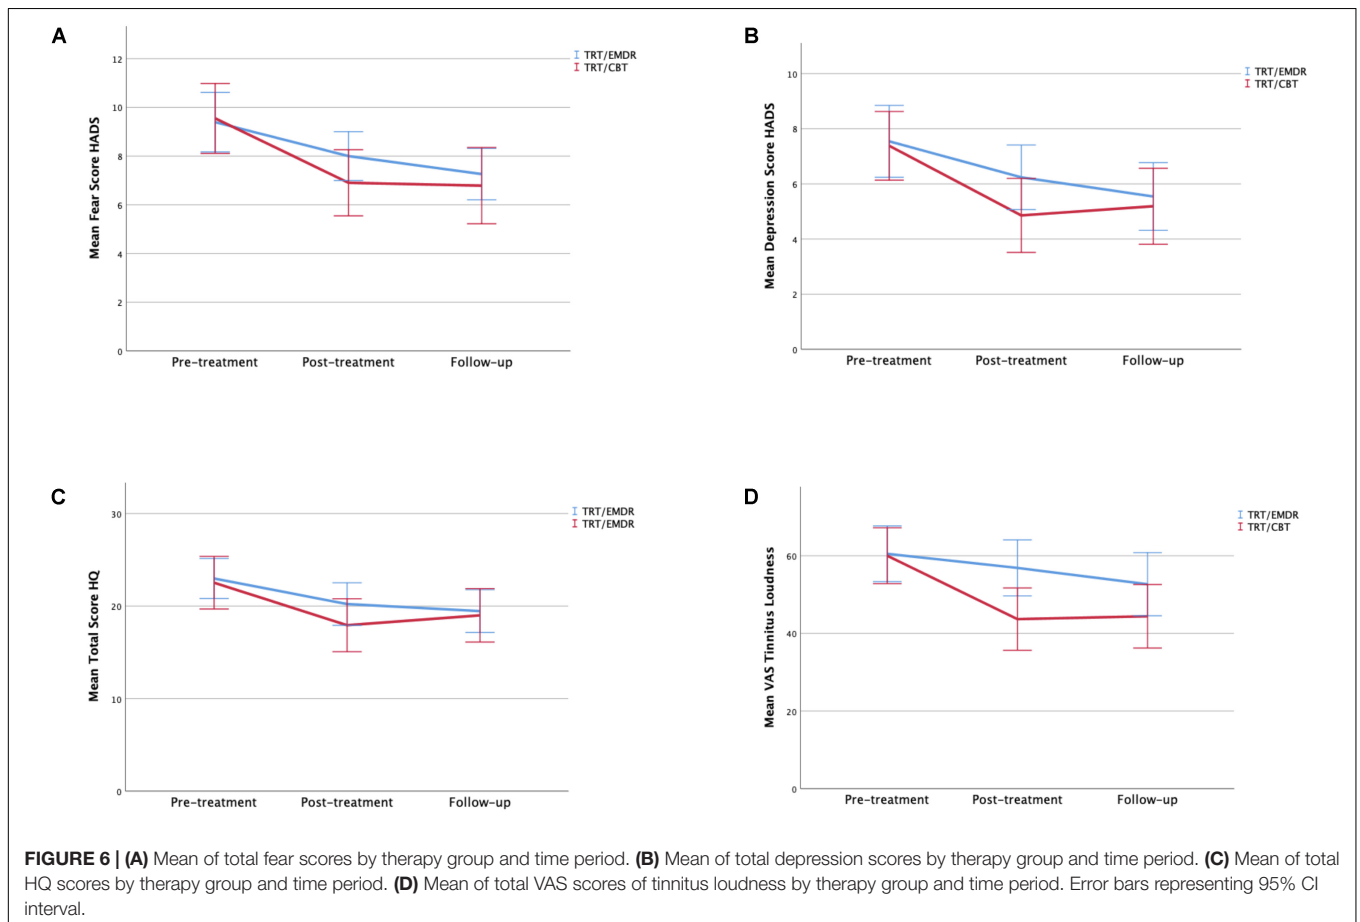 A
TRT/EMDR
TRT/CBT
Mean Fear Score HADS
12
10
8
6
4
2
0
Pre-treatment Post-treatment Follow-up
B
TRT/EMDR
TRT/CBT
Mean Depression Score HADS
10
8
6
4
2
0
Pre-treatment Post-treatment Follow-up
C
TRT/EMDR
TRT/EMDR
Mean Total Score HQ
30
20
10
0
Pre-treatment Post-treatment Follow-up
D
TRT/EMDR
TRT/CBT
Mean VAS Tinnitus Loudness
60
40
20
0
Pre-treatment Post-treatment Follow-up
FIGURE 6 | (A) Mean of total fear scores by therapy group and time period. (B) Mean of total depression scores by therapy group and time period. (C) Mean of total
HQ scores by therapy group and time period. (D) Mean of total VAS scores of tinnitus loudness by therapy group and time period. Error bars representing 95% CI
interval.